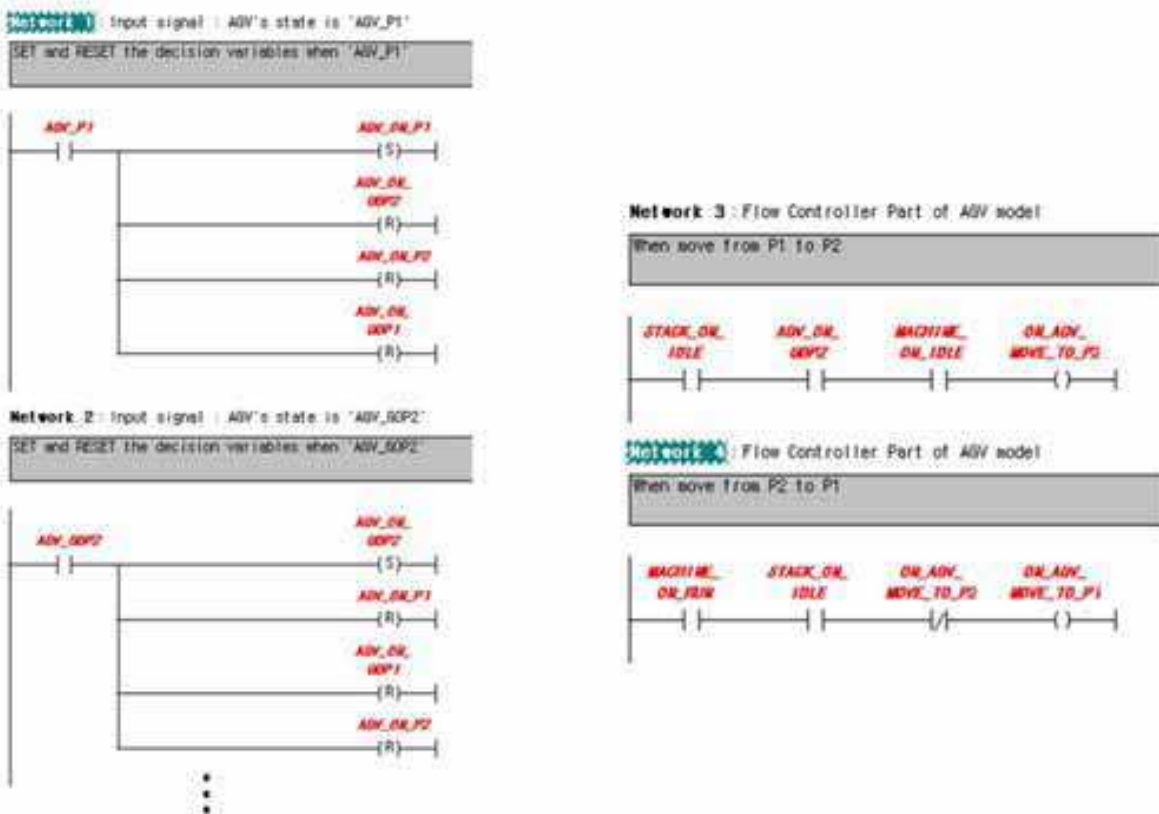 Network 1 : Input signal : AGV's state is 'AGV_P1'
SET and RESET the decision variables when 'AGV_P1'
AGV_P1
AGV_ON_P1
(S)
AGV_ON_
GOP2
(R)
AGV_ON_P2
(R)
AGV_ON_
GOP1
(R)
Network 2 : Input signal : AGV's state is 'AGV_GOP2'
SET and RESET the decision variables when 'AGV_GOP2'
AGV_GOP2
AGV_ON_
GOP2
(S)
AGV_ON_P1
(R)
AGV_ON_
GOP1
(R)
AGV_ON_P2
(R)
Network 3 : Flow Controller Part of AGV model
When move from P1 to P2
STACK_ON_
IDLE
AGV_ON_
GOP2
MACHINE_
ON_IDLE
ON_AGV_
MOVE_TO_P2
Network 4 : Flow Controller Part of AGV model
When move from P2 to P1
MACHINE_
ON_RUN
STACK_ON_
IDLE
ON_AGV_
MOVE_TO_P2
ON_AGV_
MOVE_TO_P1